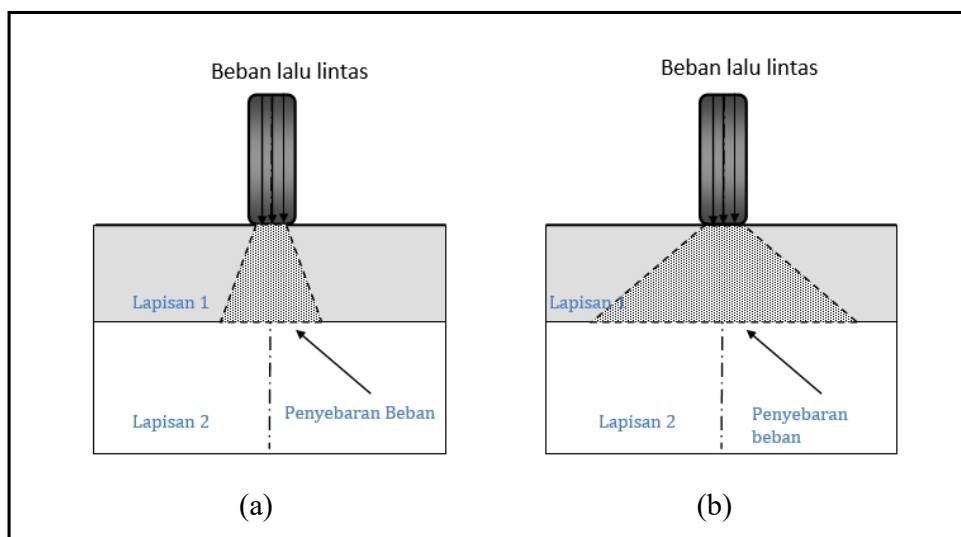 Beban lalu lintas
Lapisan 1
Penyebaran Beban
Lapisan 2
(a)
Beban lalu lintas
Lapisan 1
Lapisan 2
Penyebaran
beban
(b)